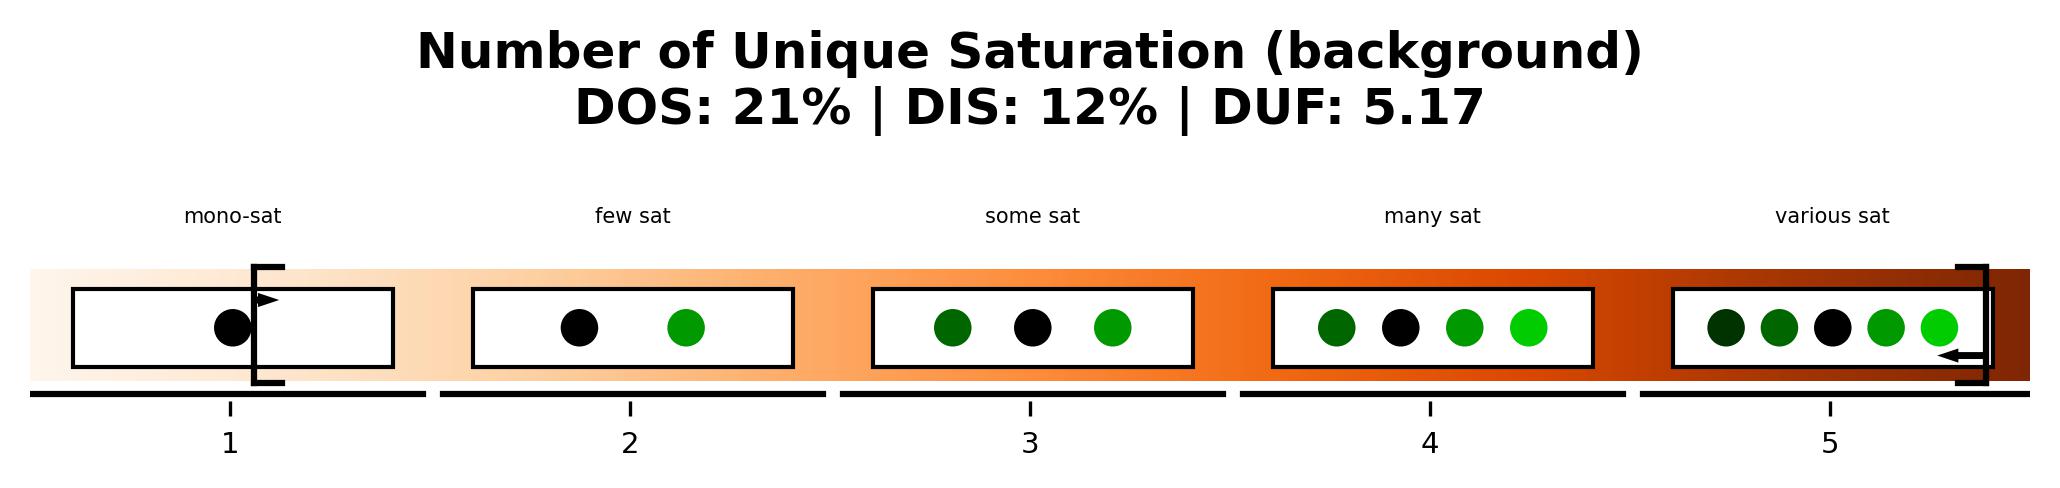 Number of Unique Saturation (background)
DOS: 21% | DIS: 12% | DUF: 5.17
mono-sat few sat some sat many sat various sat
1 2 3 4 5